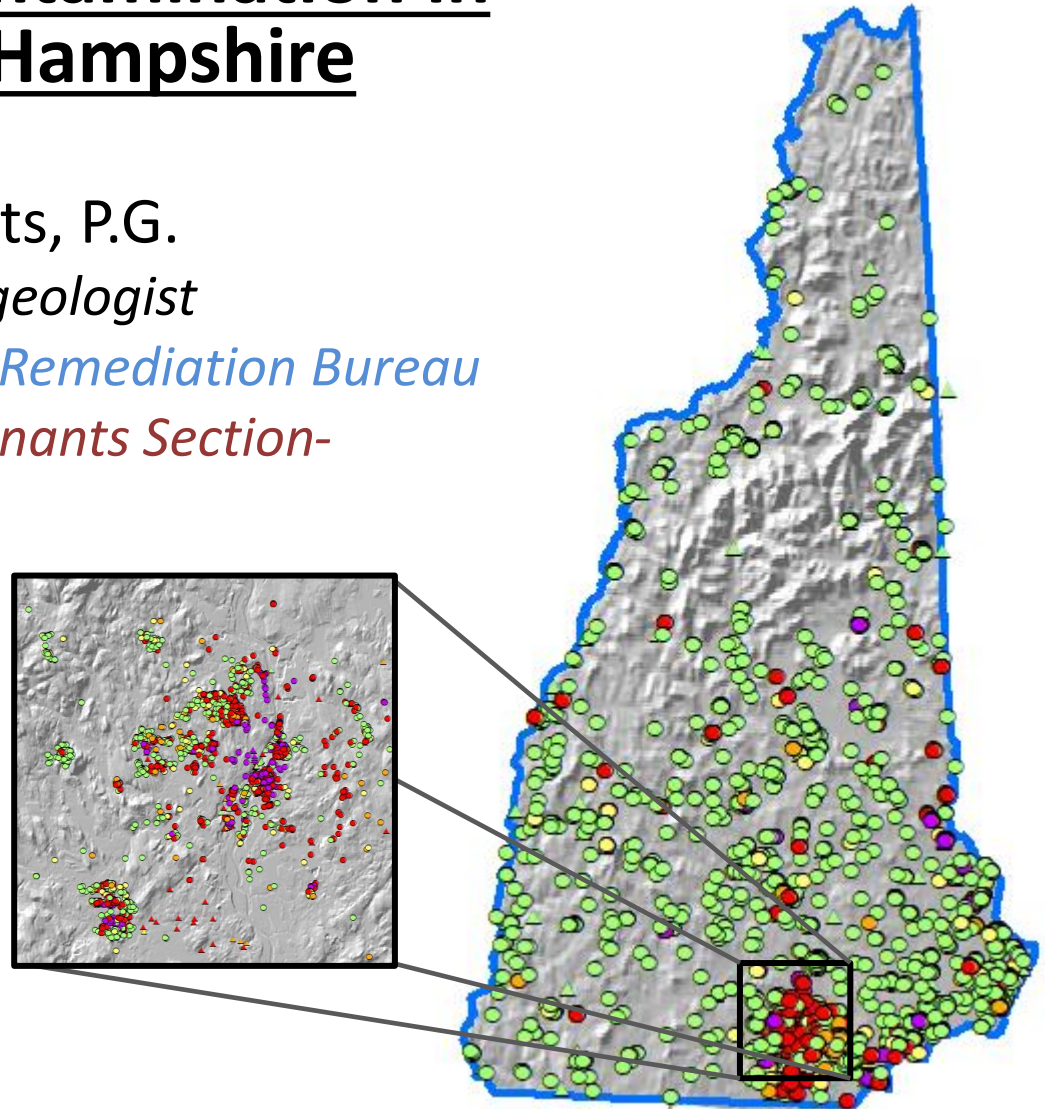 Hampshire
ts, P.G.
geologist
Remediation Bureau
nants Section-